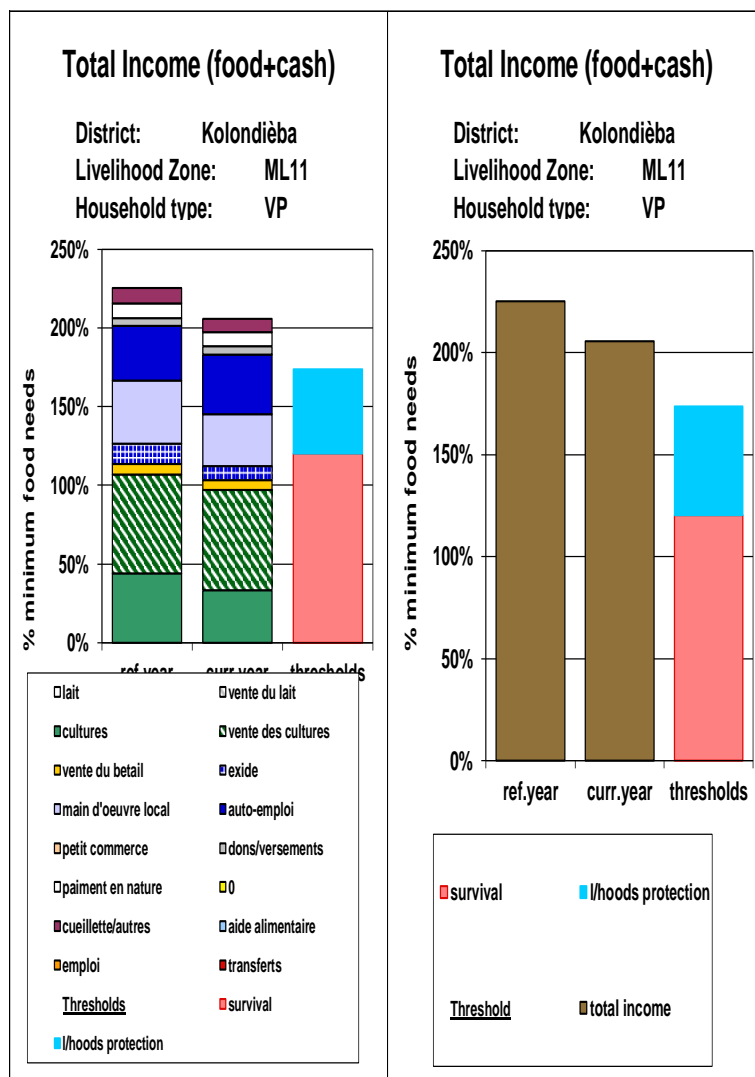 Total Income (food+cash)
District: Kolondièba
Livelihood Zone: ML11
Household type: VP
250%
200%
150%
100%
50%
0%
% minimum food needs
ref.year curr.year thresholds
lait vente du lait
cultures vente des cultures
vente du betail exide
main d'oeuvre local auto-emploi
petit commerce dons/versements
paiment en nature 0
cueillette/autres aide alimentaire
emploi transferts
Thresholds survival
l/hoods protection
Total Income (food+cash)
District: Kolondièba
Livelihood Zone: ML11
Household type: VP
250%
200%
150%
100%
50%
0%
% minimum food needs
ref.year curr.year thresholds
survival l/hoods protection
Threshold total income